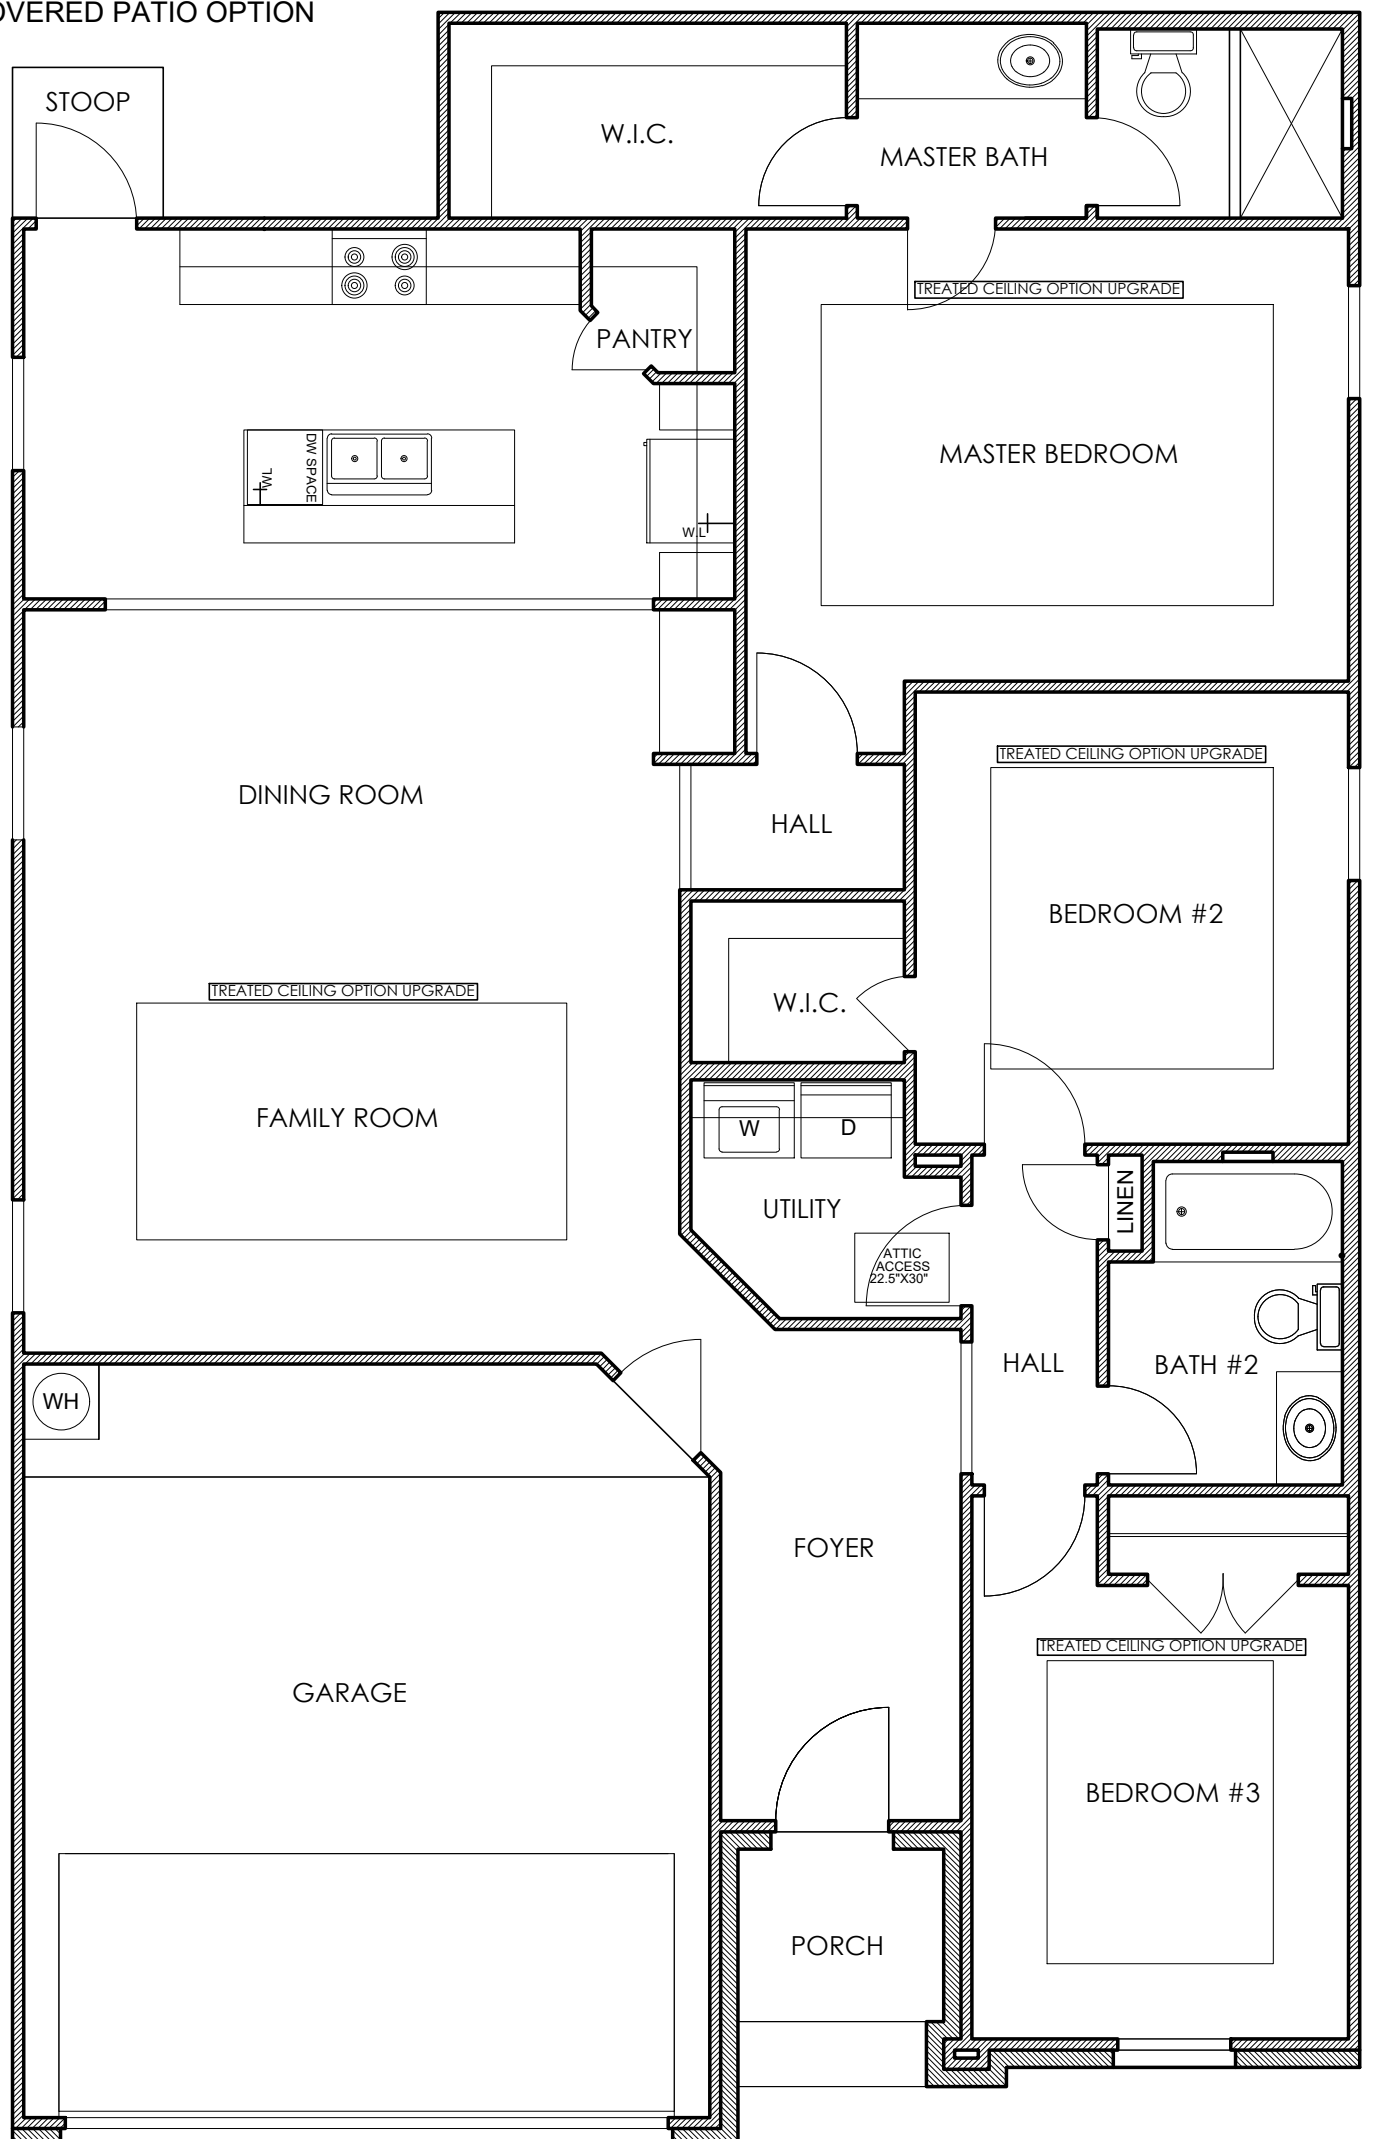 OVERED PATIO OPTION
STOOP
W.I.C.
MASTER BATH
TREATED CEILING OPTION UPGRADE
PANTRY
MASTER BEDROOM
DW SPACE
WL
W.L
TREATED CEILING OPTION UPGRADE
DINING ROOM
HALL
BEDROOM #2
TREATED CEILING OPTION UPGRADE
W.I.C.
FAMILY ROOM
W
D
LINEN
UTILITY
ATTIC
ACCESS
22.5"X30"
HALL
BATH #2
WH
FOYER
TREATED CEILING OPTION UPGRADE
GARAGE
BEDROOM #3
PORCH